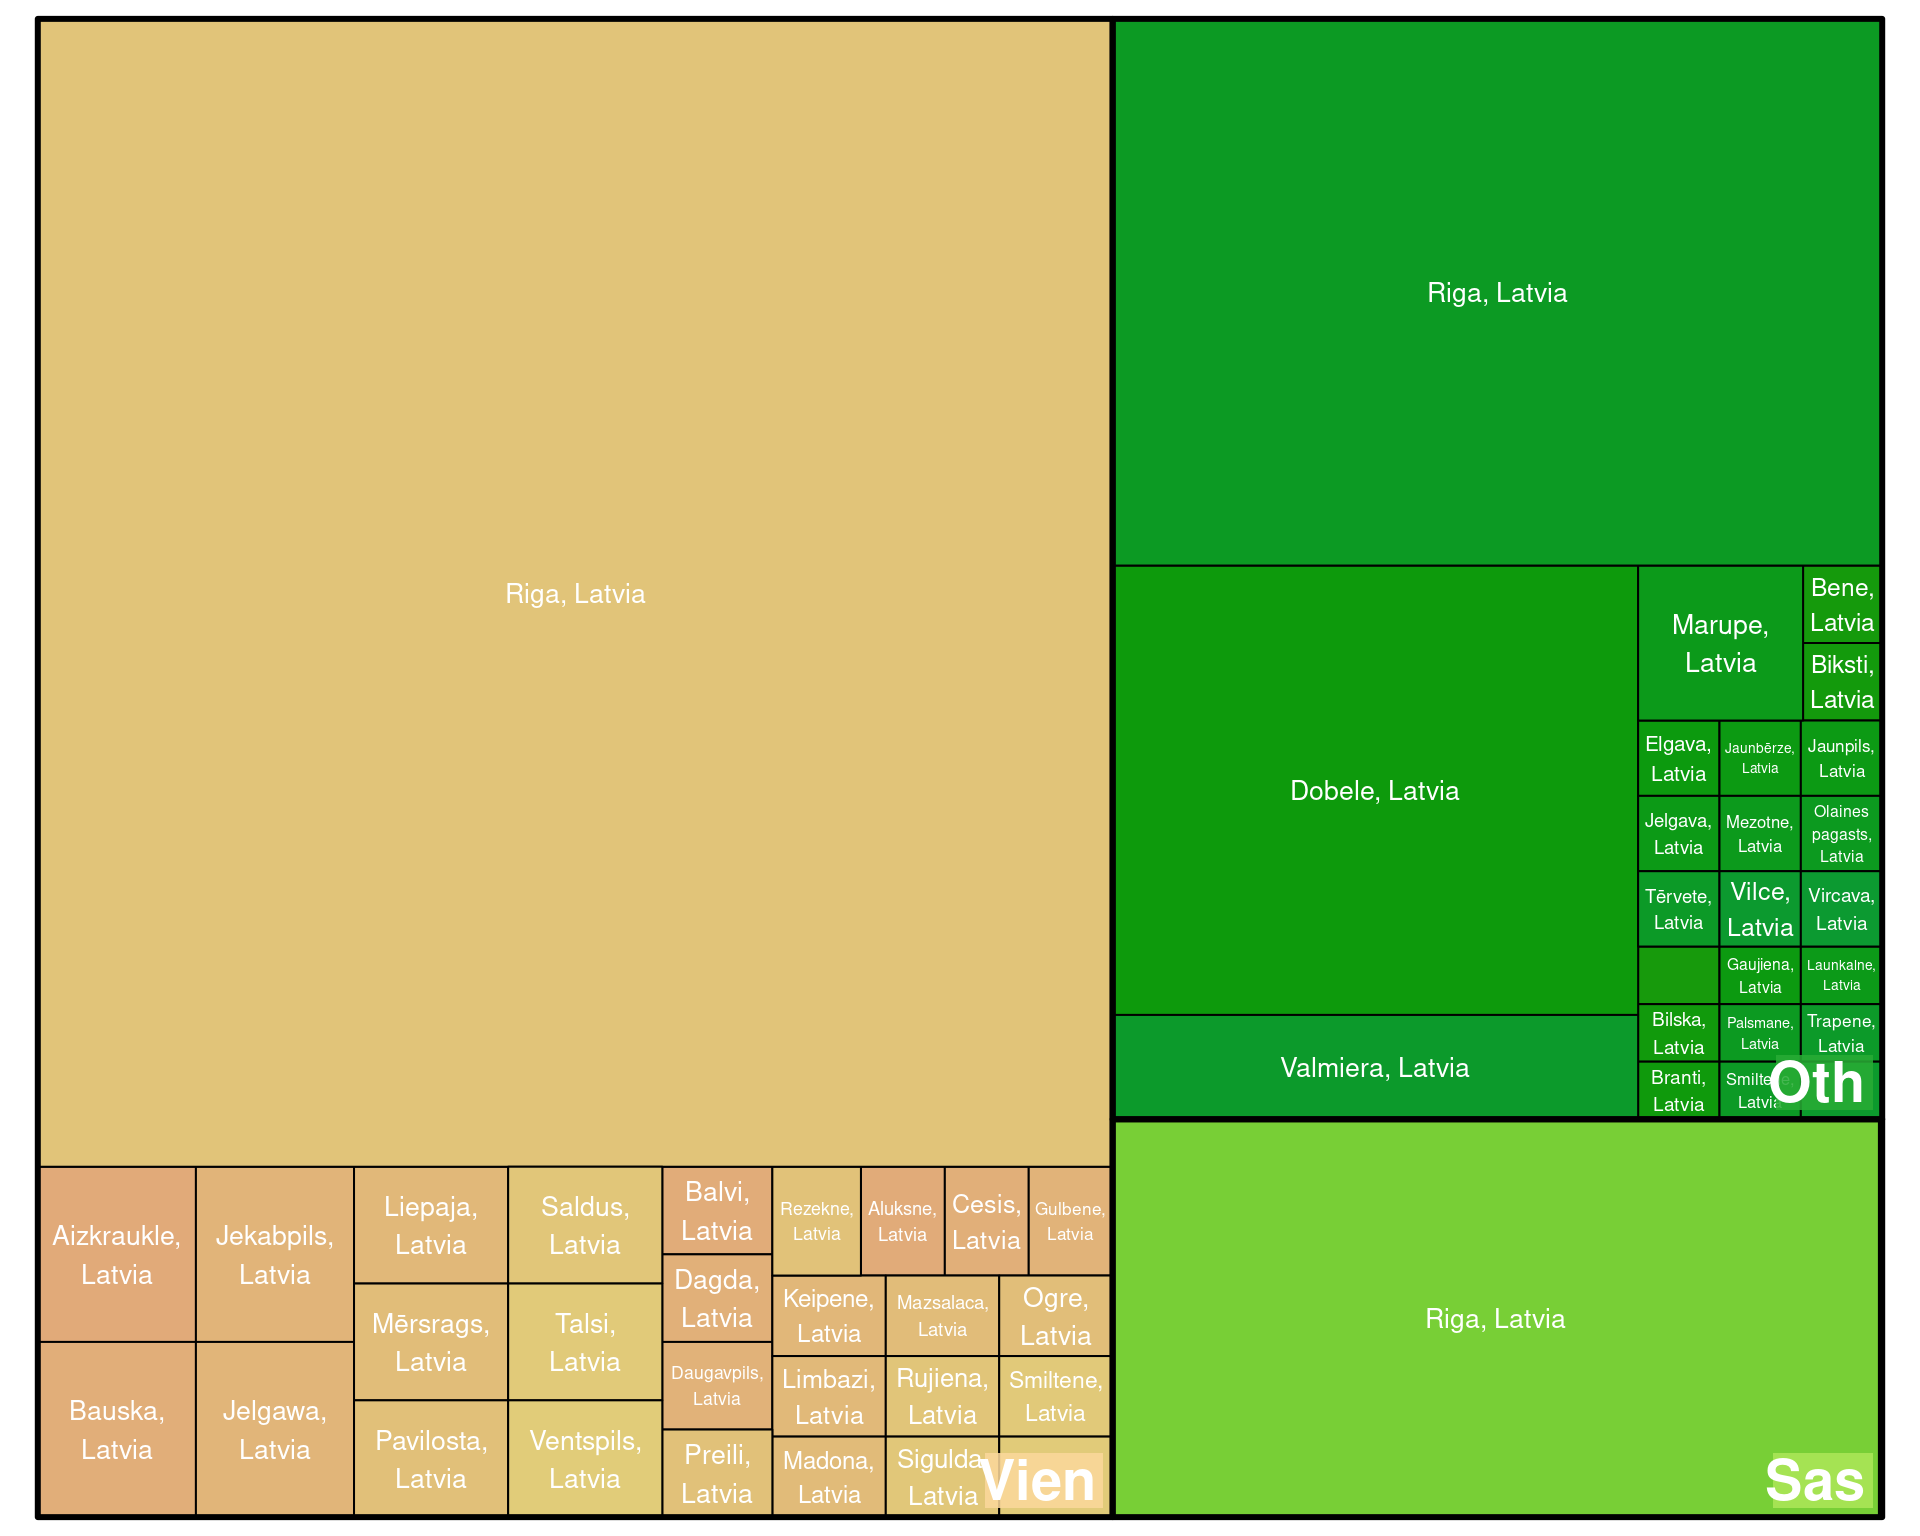 Riga, Latvia
Aizkraukle,
Latvia
Bauska,
Latvia
Jekabpils,
Latvia
Jelgawa,
Latvia
Liepaja,
Latvia
Mērsrags,
Latvia
Pavilosta,
Latvia
Saldus,
Latvia
Talsi,
Latvia
Ventspils,
Latvia
Balvi,
Latvia
Dagda,
Latvia
Daugavpils,
Latvia
Preili,
Latvia
Rezekne,
Latvia
Aluksne,
Latvia
Cesis,
Latvia
Gulbene,
Latvia
Keipene,
Latvia
Mazsalaca,
Latvia
Ogre,
Latvia
Limbazi,
Latvia
Rujiena,
Latvia
Smiltene,
Latvia
Madona,
Latvia
Sigulda,
Latvia
Vien
Riga, Latvia
Dobele, Latvia
Valmiera, Latvia
Marupe,
Latvia
Bene,
Latvia
Biksti,
Latvia
Elgava,
Latvia
Jaunbērze,
Latvia
Jaunpils,
Latvia
Jelgava,
Latvia
Mezotne,
Latvia
Olaines
pagasts,
Latvia
Tērvete,
Latvia
Vilce,
Latvia
Vircava,
Latvia
Gaujiena,
Latvia
Launkalne,
Latvia
Bilska,
Latvia
Palsmane,
Latvia
Trapene,
Latvia
Branti,
Latvia
Smiltene,
Latvia
Oth
Riga, Latvia
Sas